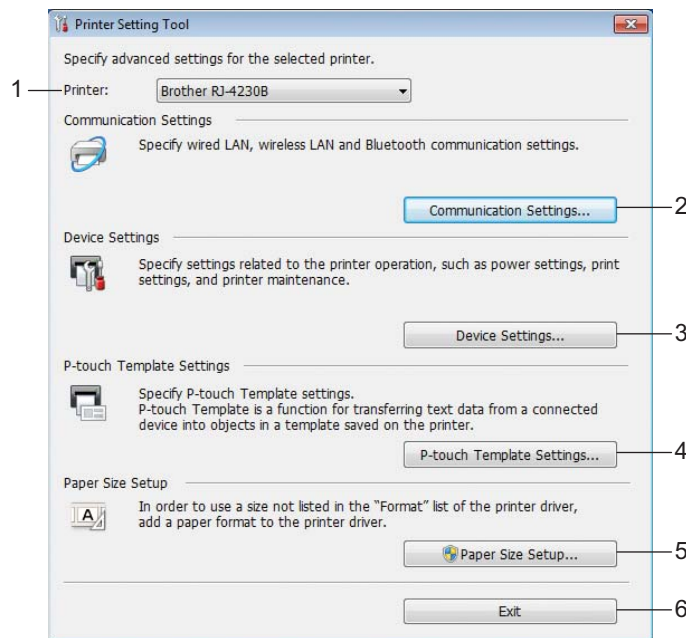 Printer Setting Tool
Specify advanced settings for the selected printer.
1 Printer: Brother RJ-4230B
Communication Settings
Specify wired LAN, wireless LAN and Bluetooth communication settings.
Communication Settings... 2
Device Settings
Specify settings related to the printer operation, such as power settings, print
settings, and printer maintenance.
Device Settings... 3
P-touch Template Settings
Specify P-touch Template settings.
P-touch Template is a function for transferring text data from a connected
device into objects in a template saved on the printer.
P-touch Template Settings... 4
Paper Size Setup
In order to use a size not listed in the “Format” list of the printer driver,
add a paper format to the printer driver.
Paper Size Setup... 5
Exit 6